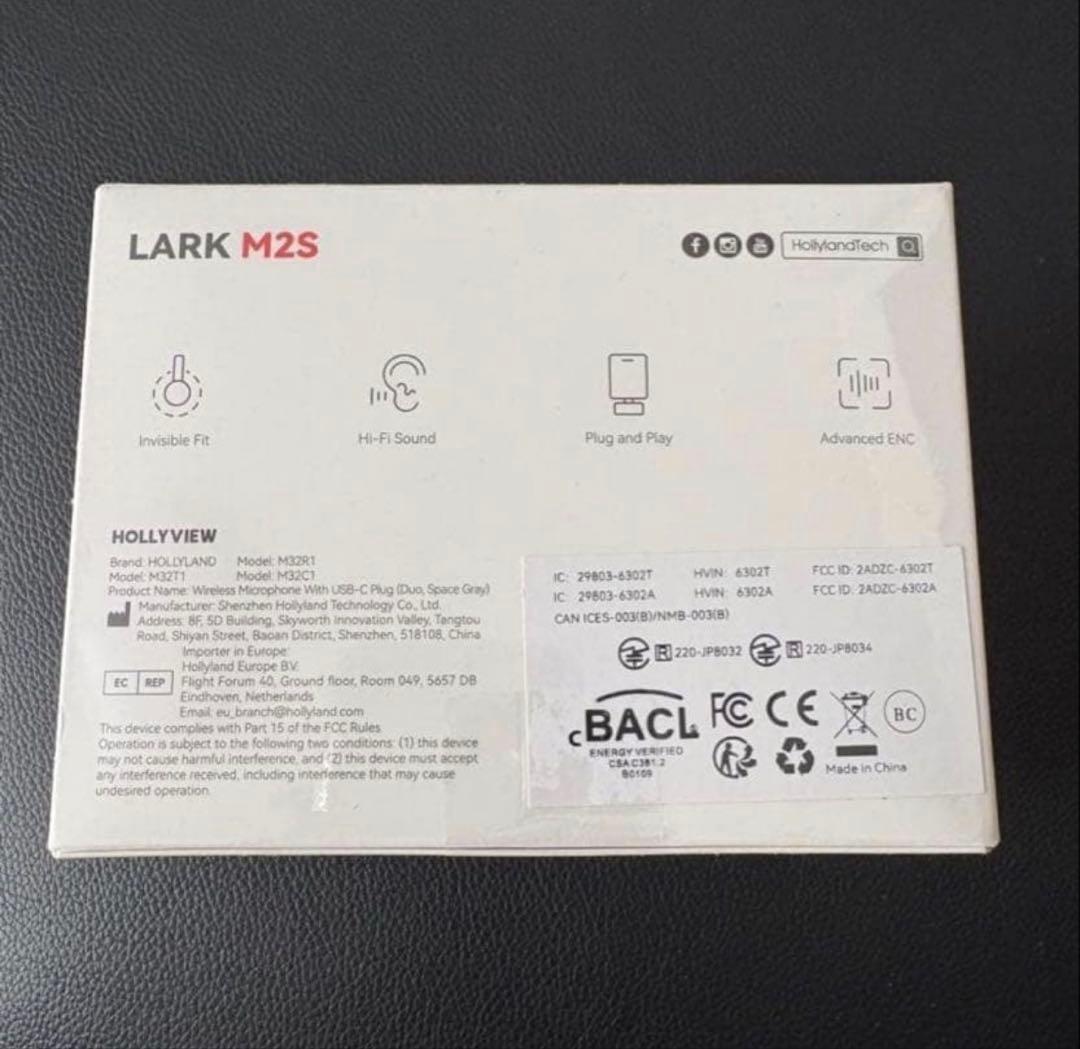 LARK M2S
HollylandTech
Invisible Fit
Hi-Fi Sound
Plug and Play
Advanced ENC
HOLLYVIEW
Brand: HOLLYLAND Model: M32R1
Model: M32T1 Model: M32C1
Product Name: Wireless Microphone With USB-C Plug (Duo, Space Gray)
Manufacturer: Shenzhen Hollyland Technology Co., Ltd.
Address: 8F, 5D Building, Skyworth Innovation Valley, Tangtou
Road, Shiyan Street, Baoan District, Shenzhen, 518108, China
Importer in Europe:
Hollyland Europe BV.
EC REP
Flight Forum 40, Ground floor, Room 049, 5657 DB
Eindhoven, Netherlands
Email: eu_branch@hollyland.com
This device complies with Part 15 of the FCC Rules
Operation is subject to the following two conditions: (1) this device
may not cause harmful interference, and (2) this device must accept
any interference received, including interference that may cause
undesired operation.
IC: 29803-6302T HVIN: 6302T FCC ID: 2ADZC-6302T
IC: 29803-6302A HVIN: 6302A FCC ID: 2ADZC-6302A
CAN ICES-003(B)/NMB-003(B)
R 220-JP8032 R 220-JP8034
cBACL
ENERGY VERIFIED
CSA C381.2
B0109
FC CE
BC
Made in China